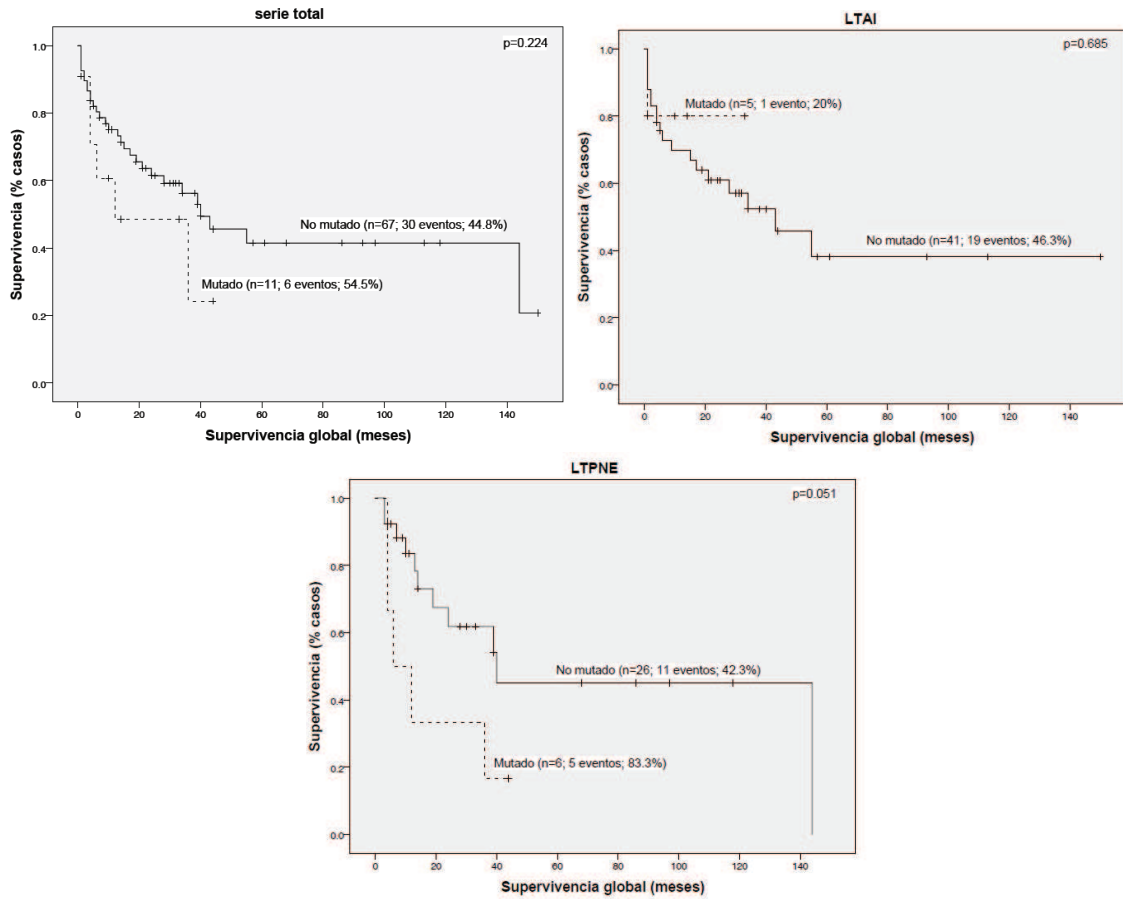 serie total
p=0.224
Supervivencia (% casos)
1.0
0.8
0.6
0.4
0.2
0.0
No mutado (n=67; 30 eventos; 44.8%)
Mutado (n=11; 6 eventos; 54.5%)
0 20 40 60 80 100 120 140
Supervivencia global (meses)
LTAI
p=0.685
Supervivencia (% casos)
1.0
0.8
0.6
0.4
0.2
0.0
Mutado (n=5; 1 evento; 20%)
No mutado (n=41; 19 eventos; 46.3%)
0 20 40 60 80 100 120 140
Supervivencia global (meses)
LTPNE
p=0.051
Supervivencia (% casos)
1.0
0.8
0.6
0.4
0.2
0.0
No mutado (n=26; 11 eventos; 42.3%)
Mutado (n=6; 5 eventos; 83.3%)
0 20 40 60 80 100 120 140
Supervivencia global (meses)